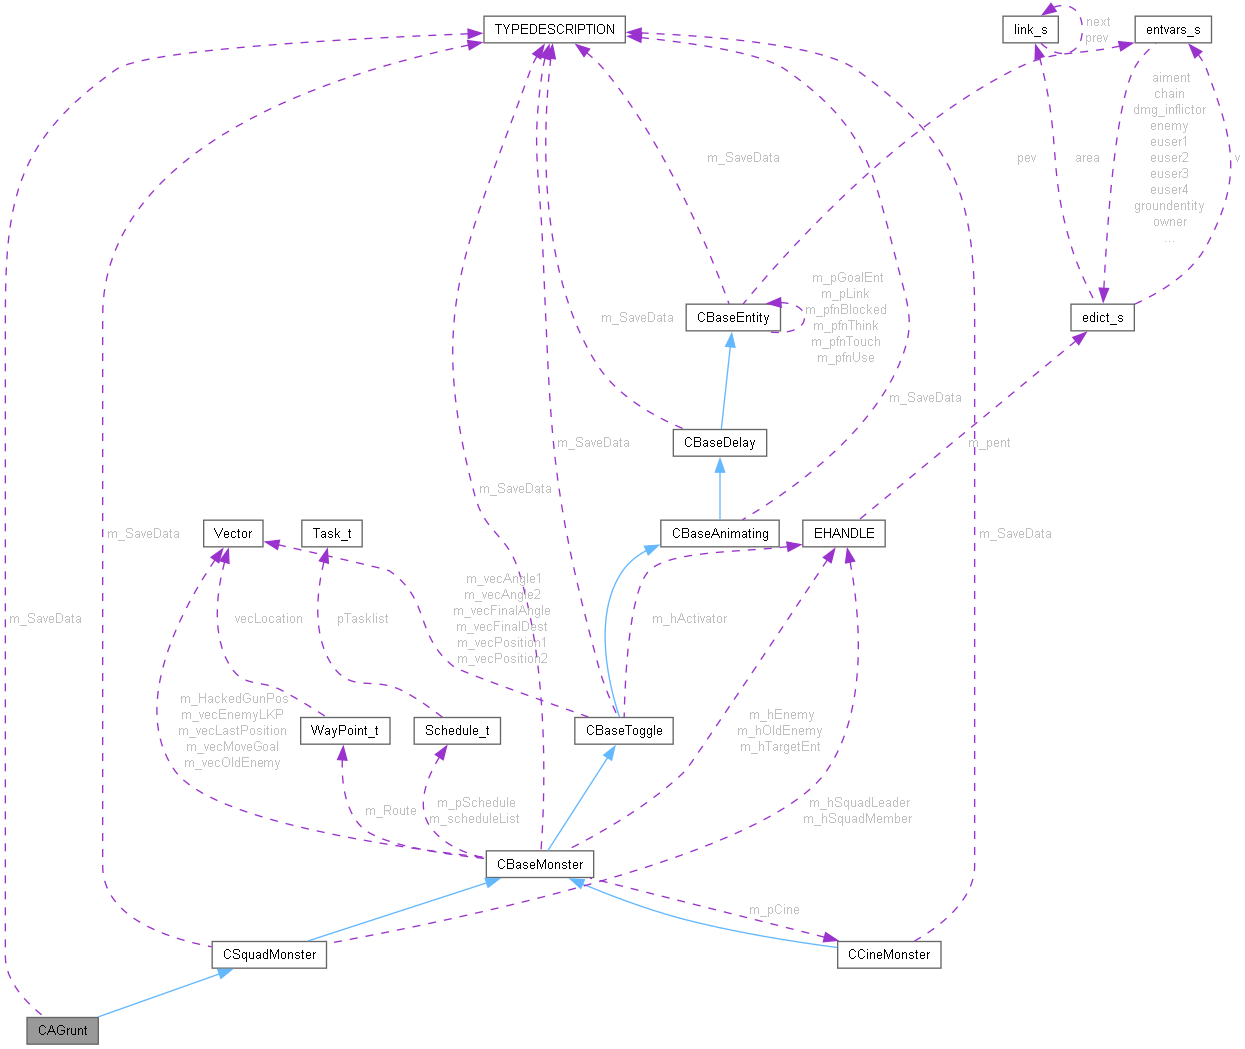 TYPEDESCRIPTION
link_s
next
prev
entvars_s
aiment
chain
dmg_inflictor
enemy
euser1
euser2
euser3
euser4
groundentity
owner
...
m_SaveData
pev
area
v
m_pGoalEnt
m_pLink
m_pfnBlocked
m_pfnThink
m_pfnTouch
m_pfnUse
CBaseEntity
edict_s
m_SaveData
m_SaveData
CBaseDelay
m_SaveData
m_pent
m_SaveData
m_SaveData
Vector
Task_t
CBaseAnimating
EHANDLE
m_SaveData
m_vecAngle1
m_vecAngle2
m_vecFinalAngle
m_vecFinalDest
m_vecPosition1
m_vecPosition2
m_SaveData
vecLocation
pTasklist
m_hActivator
m_HackedGunPos
m_vecEnemyLKP
m_vecLastPosition
m_vecMoveGoal
m_vecOldEnemy
WayPoint_t
Schedule_t
CBaseToggle
m_hEnemy
m_hOldEnemy
m_hTargetEnt
m_Route
m_pSchedule
m_scheduleList
m_hSquadLeader
m_hSquadMember
CBaseMonster
m_pCine
CSquadMonster
CCineMonster
CAGrunt